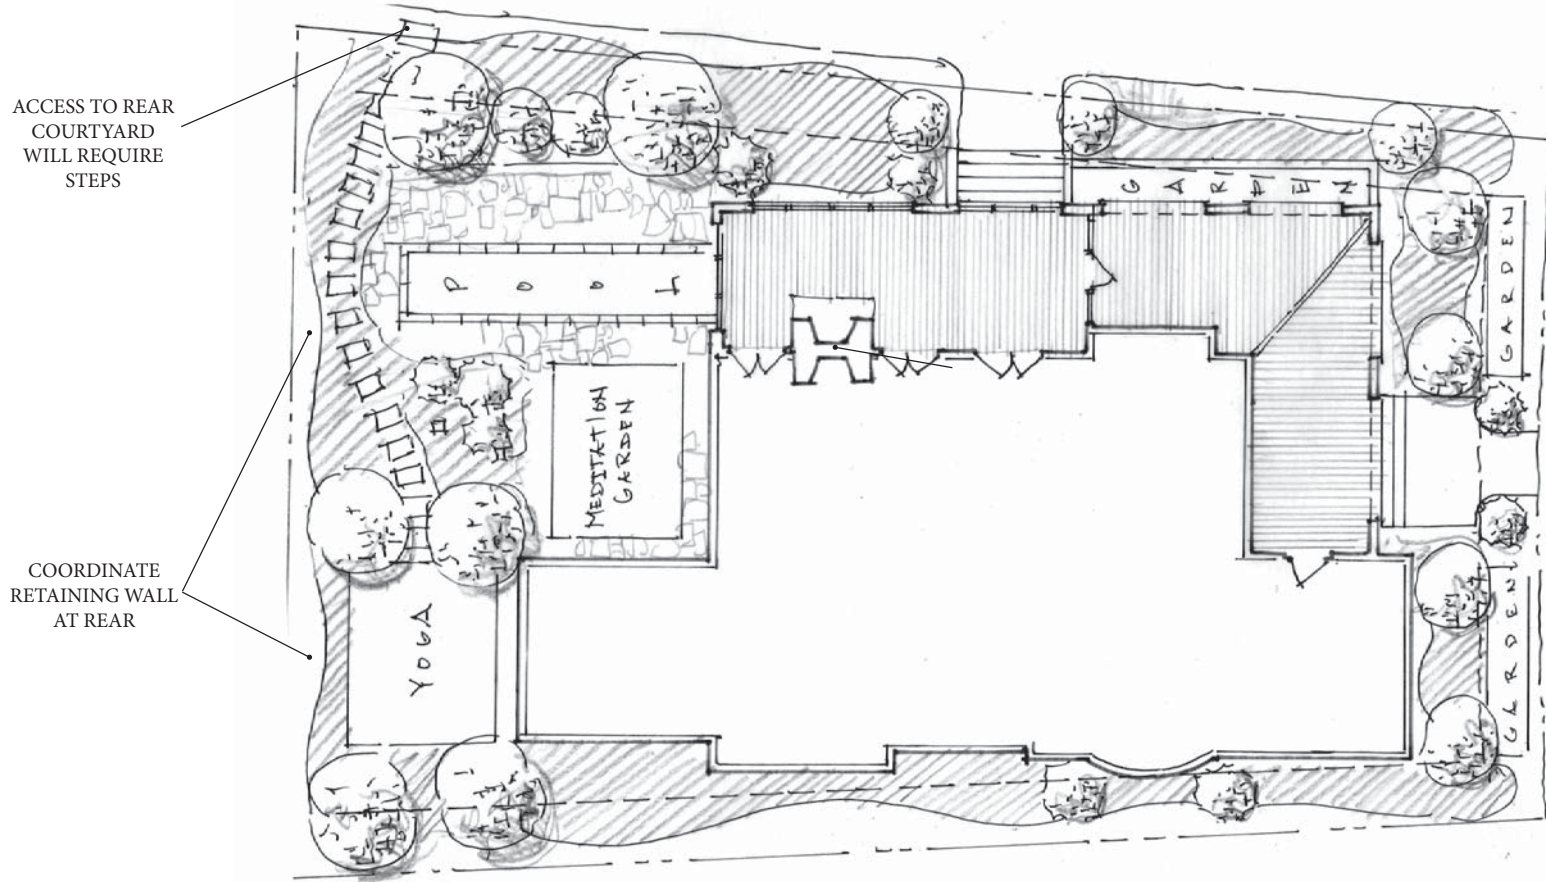 ACCESS TO REAR
COURTYARD
WILL REQUIRE
STEPS
GARDEN
GARDEN
POOL
MEDITATION
GARDEN
COORDINATE
RETAINING WALL
AT REAR
YOGA
GARDEN